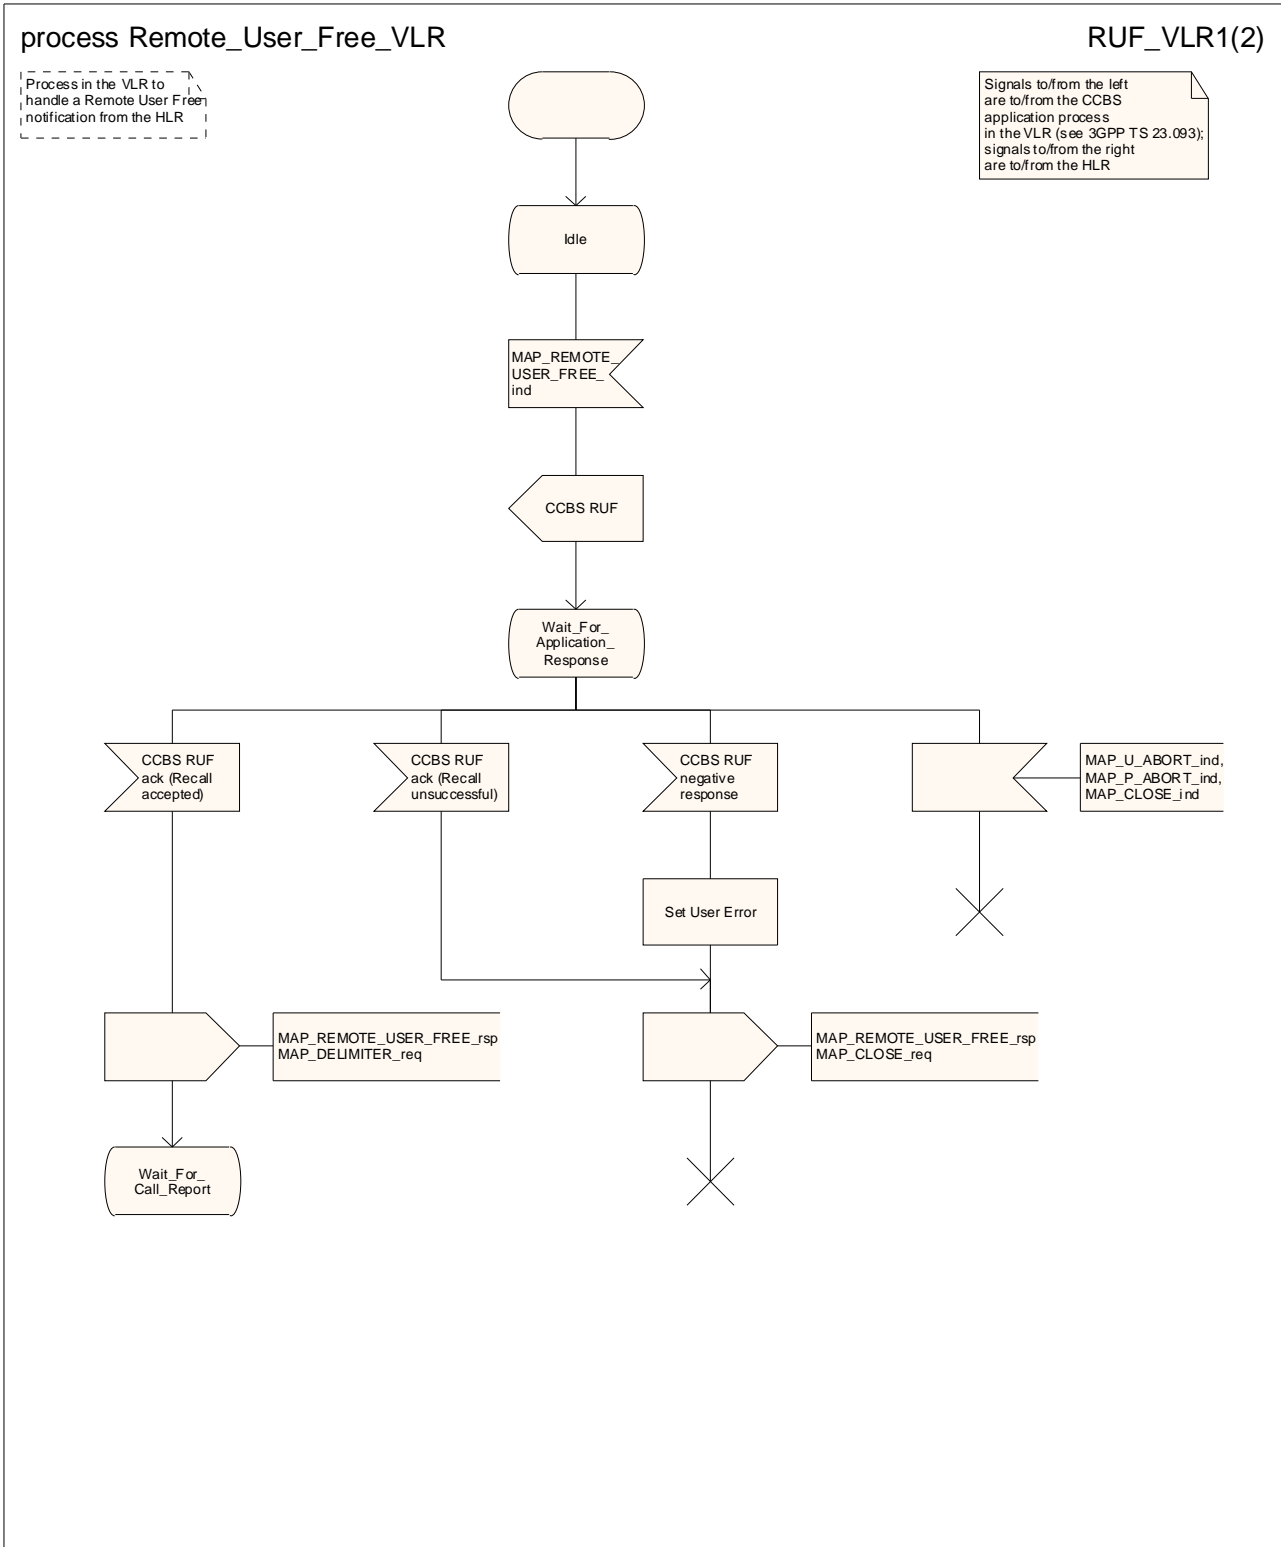 process Remote_User_Free_VLR
RUF_VLR1(2)
Process in the VLR to
handle a Remote User Free
notification from the HLR
Signals to/from the left
are to/from the CCBS
application process
in the VLR (see 3GPP TS 23.093);
signals to/from the right
are to/from the HLR
Idle
MAP_REMOTE_
USER_FREE_
ind
CCBS RUF
Wait_For_
Application_
Response
CCBS RUF
ack (Recall
accepted)
CCBS RUF
ack (Recall
unsuccessful)
CCBS RUF
negative
response
MAP_U_ABORT_ind,
MAP_P_ABORT_ind,
MAP_CLOSE_ind
Set User Error
MAP_REMOTE_USER_FREE_rsp
MAP_DELIMITER_req
MAP_REMOTE_USER_FREE_rsp
MAP_CLOSE_req
Wait_For_
Call_Report